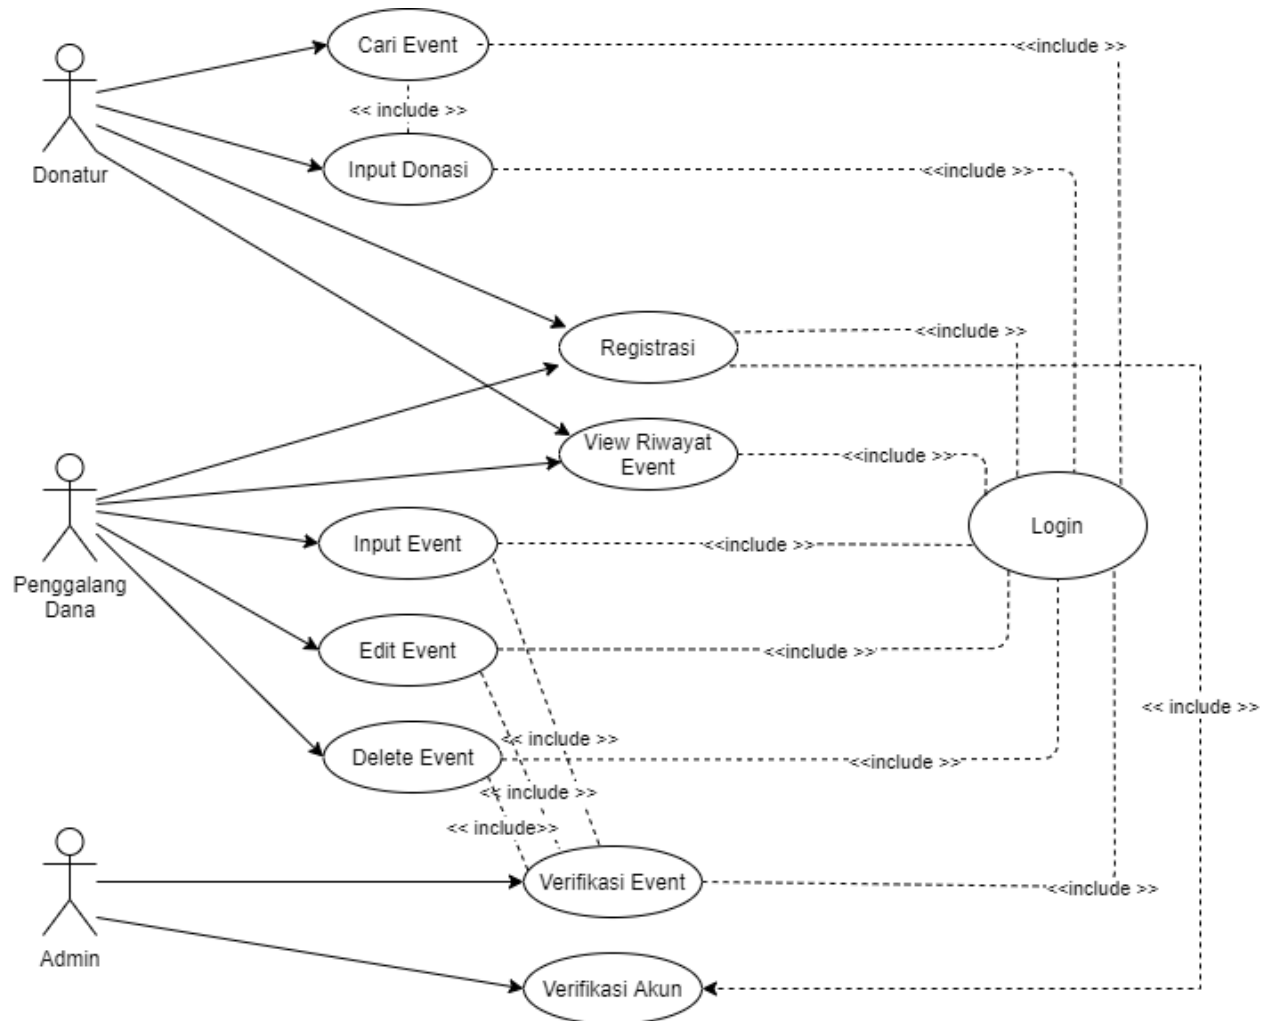 Cari Event
<<include >>
<< include >>
Donatur
Input Donasi
<<include >>
Registrasi
<<include >>
View Riwayat
Event
<<include >>
Login
Penggalang
Dana
Input Event
<<include >>
Edit Event
<<include >>
<< include >>
<< include >>
Delete Event
<<include >>
<< include >>
<< include>>
Admin
Verifikasi Event
<<include >>
Verifikasi Akun